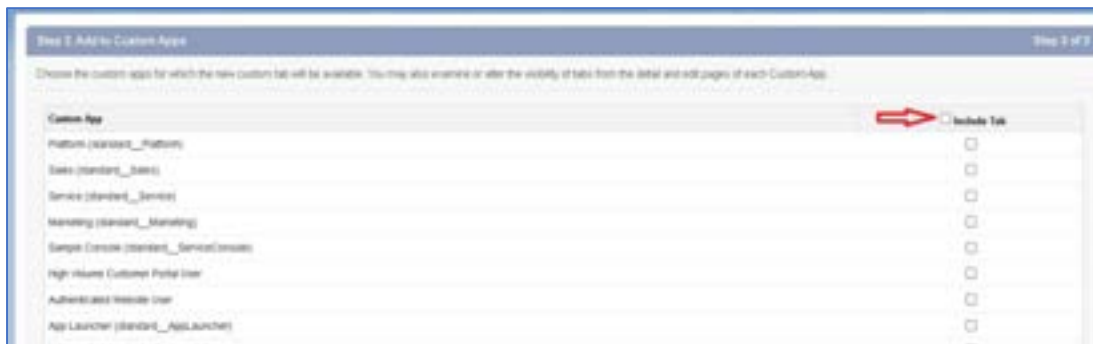 Step 3. Add to Custom Apps
Step 3 of 3
Choose the custom apps for which the new custom tab will be available. You may also examine or alter the visibility of tabs from the detail and edit pages of each Custom App.
Custom App
Include Tab
Platform (standard__Platform)
Sales (standard__Sales)
Service (standard__Service)
Marketing (standard__Marketing)
Sample Console (standard__ServiceConsole)
High Volume Customer Portal User
Authenticated Website User
App Launcher (standard__AppLauncher)